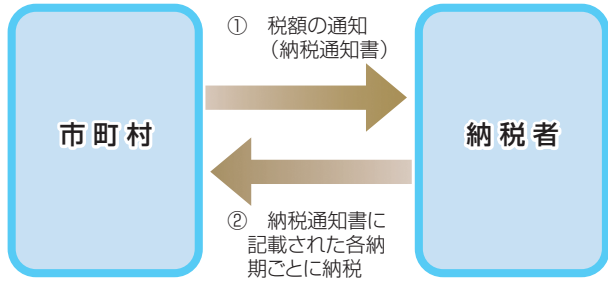 ① 税額の通知
（納税通知書）
市町村
納税者
② 納税通知書に
記載された各納
期ごとに納税